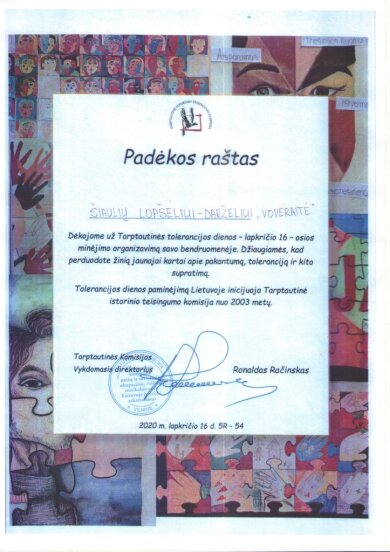 Padėkos raštas
ŠIAULIŲ LOPŠELIUI-DARŽELIUI „VOVERAITĖ"
Dėkojame už Tarptautinės tolerancijos dienos – lapkričio 16 – osios
minėjimo organizavimą savo bendruomenėje. Džiaugiamės, kad
perduodate žinią jaunajai kartai apie pakantumą, toleranciją ir kito
supratimą.
Tolerancijos dienos paminėjimą Lietuvoje inicijuoja Tarptautinė
istorinio teisingumo komisija nuo 2003 metų.
Tarptautinės Komisijos
Vykdomasis direktorius
Ronaldas Račinskas
VILNIUS
2020 m. lapkričio 16 d. 5R - 54